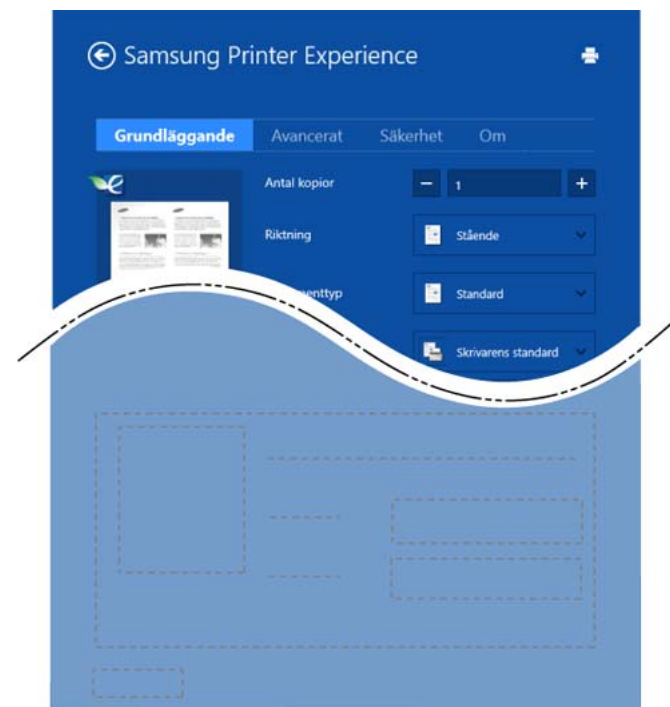 Samsung Printer Experience
Grundläggande Avancerat Säkerhet Om
Antal kopior 1
Riktning Stående
Standard
Skrivarens standard